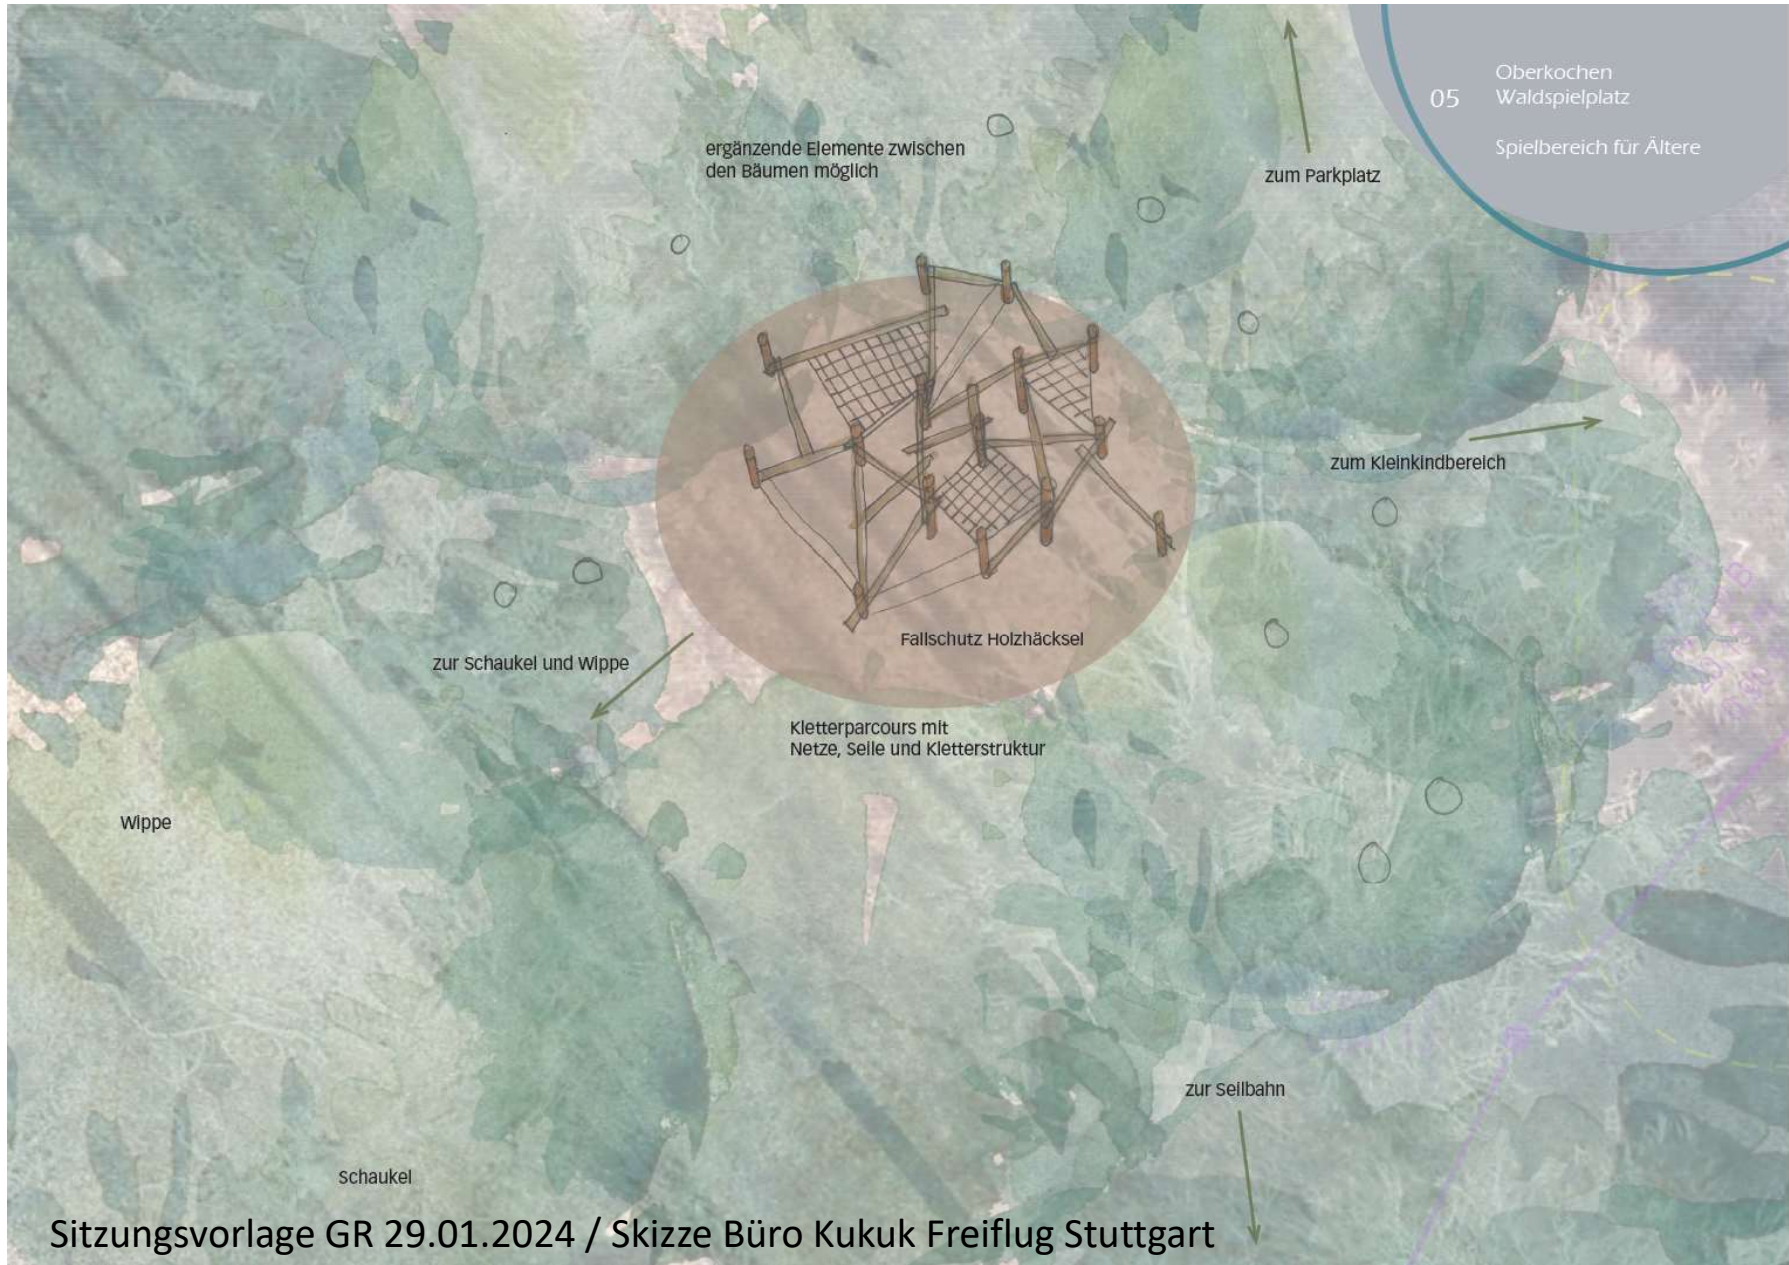 Oberkochen
05 Waldspielplatz
Spielbereich für Ältere
ergänzende Elemente zwischen
den Bäumen möglich
zum Parkplatz
zum Kleinkindbereich
Fallschutz Holzhäcksel
zur Schaukel und Wippe
Kletterparcours mit
Netze, Seile und Kletterstruktur
Wippe
zur Seilbahn
Schaukel
Sitzungsvorlage GR 29.01.2024 / Skizze Büro Kukuk Freiflug Stuttgart